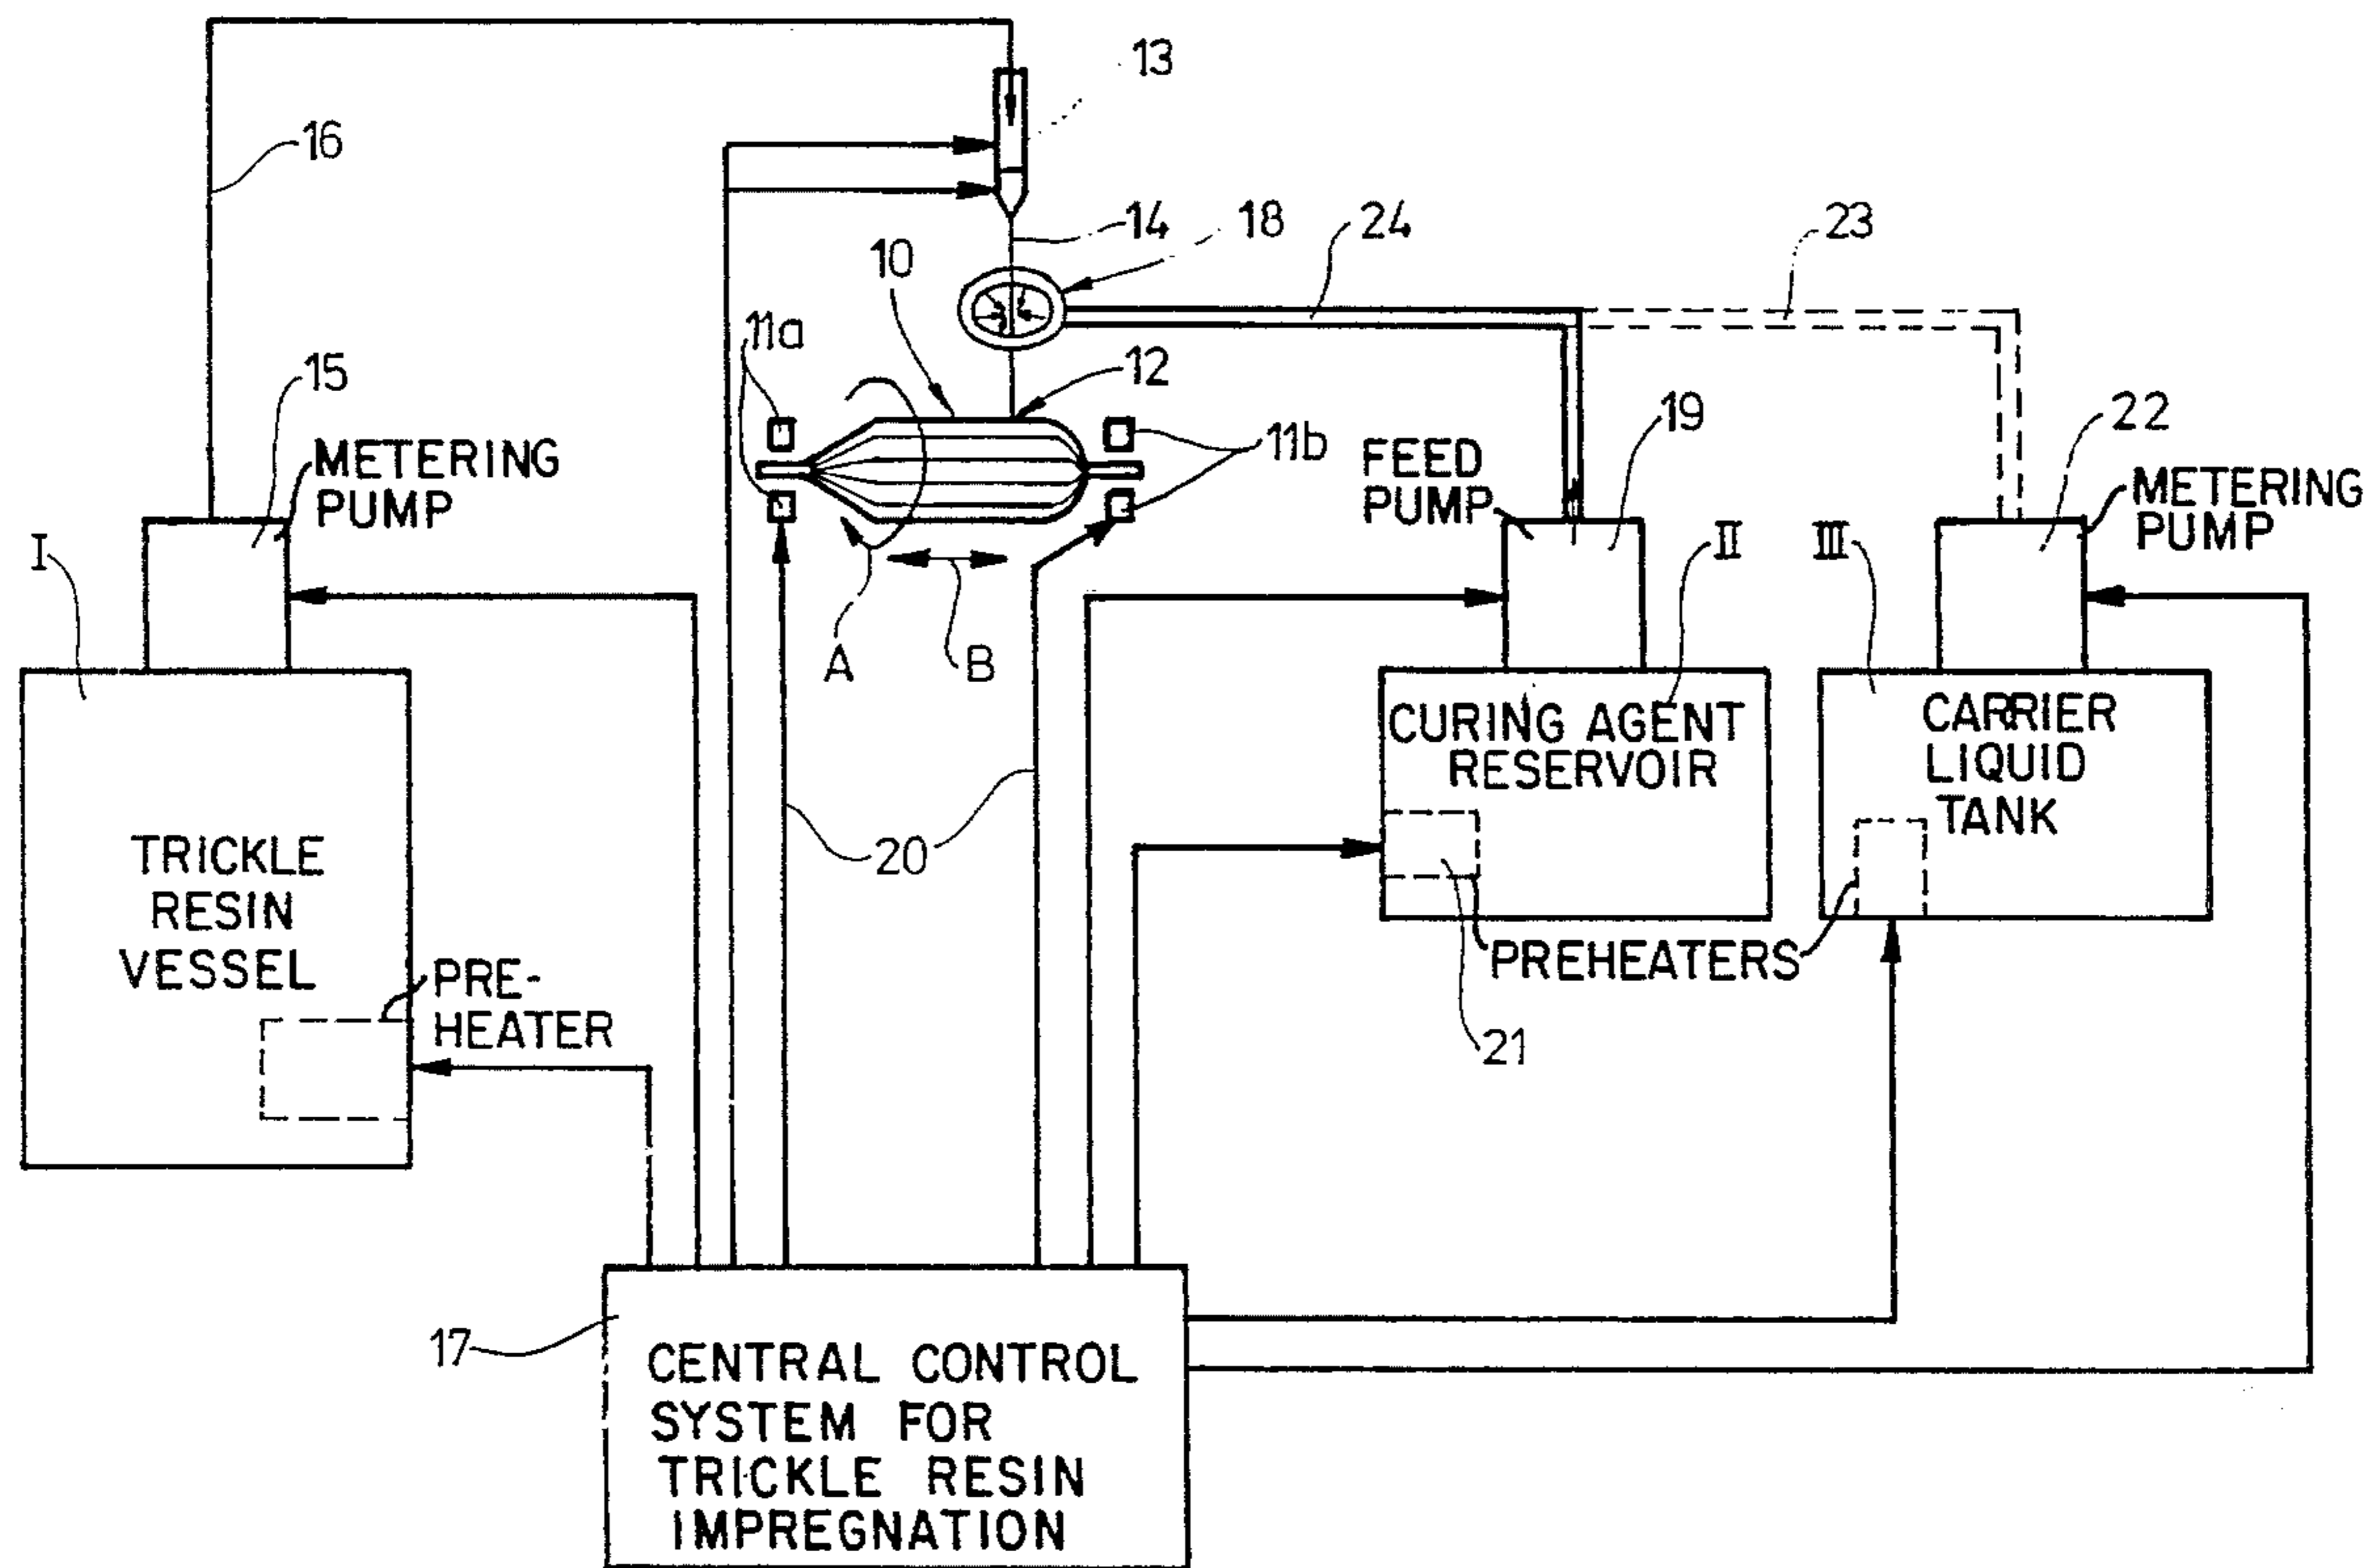 13
16
14
18
24
23
10
11a
12
15
11b
19
22
METERING
PUMP
FEED
PUMP
METERING
PUMP
I
II
III
A
B
CURING AGENT
RESERVOIR
CARRIER
LIQUID
TANK
TRICKLE
RESIN
VESSEL
20
21
PREHEATERS
PRE-
HEATER
17
CENTRAL CONTROL
SYSTEM FOR
TRICKLE RESIN
IMPREGNATION